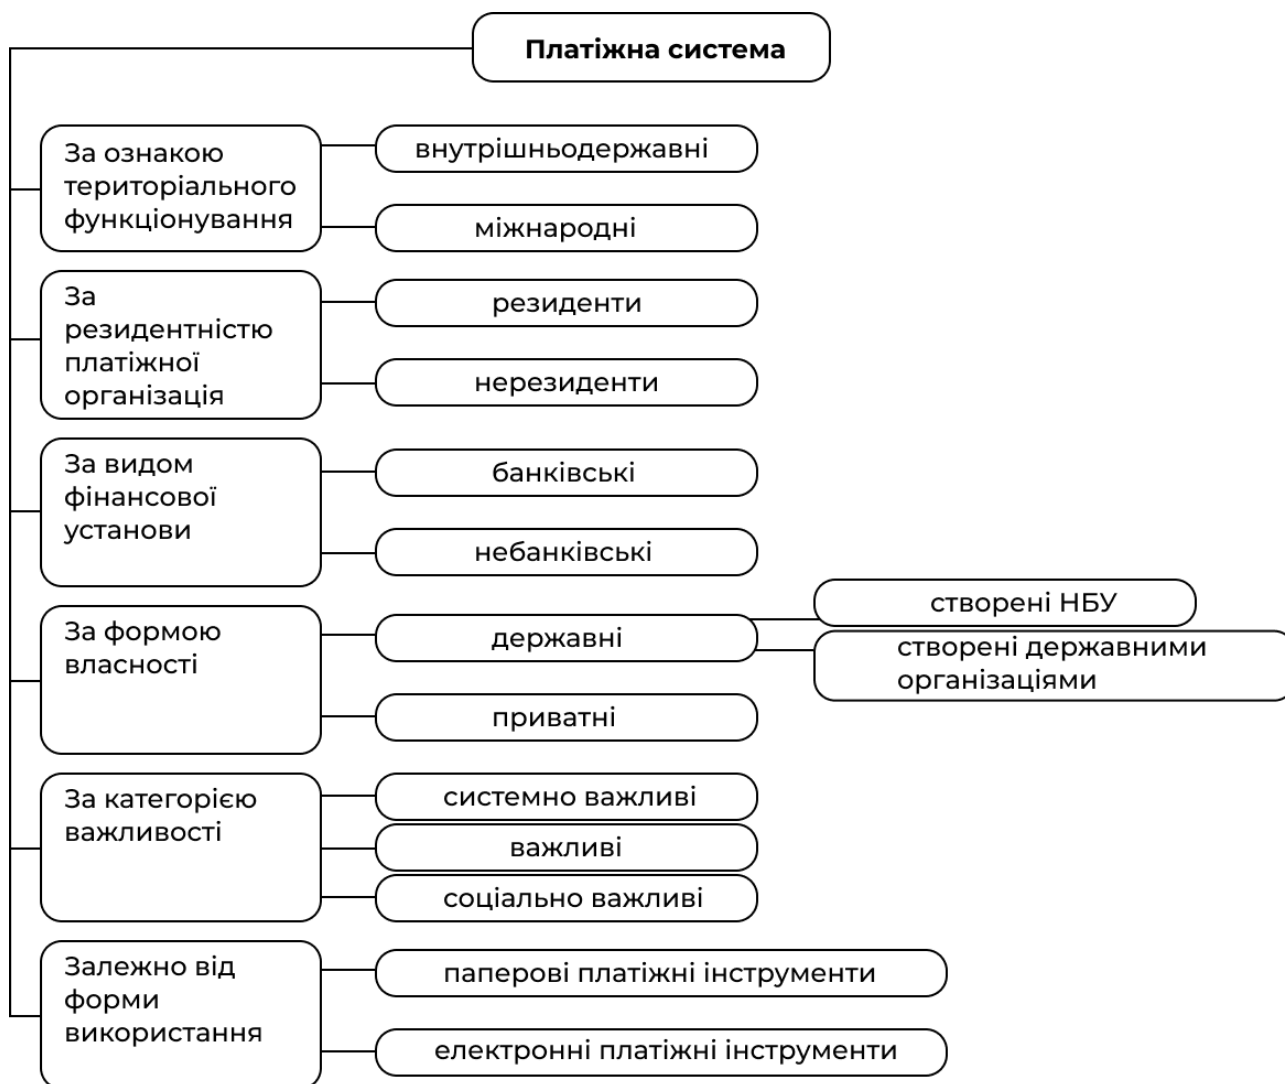 Платіжна система
За ознакою
територіального
функціонування
внутрішньодержавні
міжнародні
За
резидентністю
платіжної
організація
резиденти
нерезиденти
За видом
фінансової
установи
банківські
небанківські
За формою
власності
державні
створені НБУ
створені державними
організаціями
приватні
За категорією
важливості
системно важливі
важливі
соціально важливі
Залежно від
форми
використання
паперові платіжні інструменти
електронні платіжні інструменти